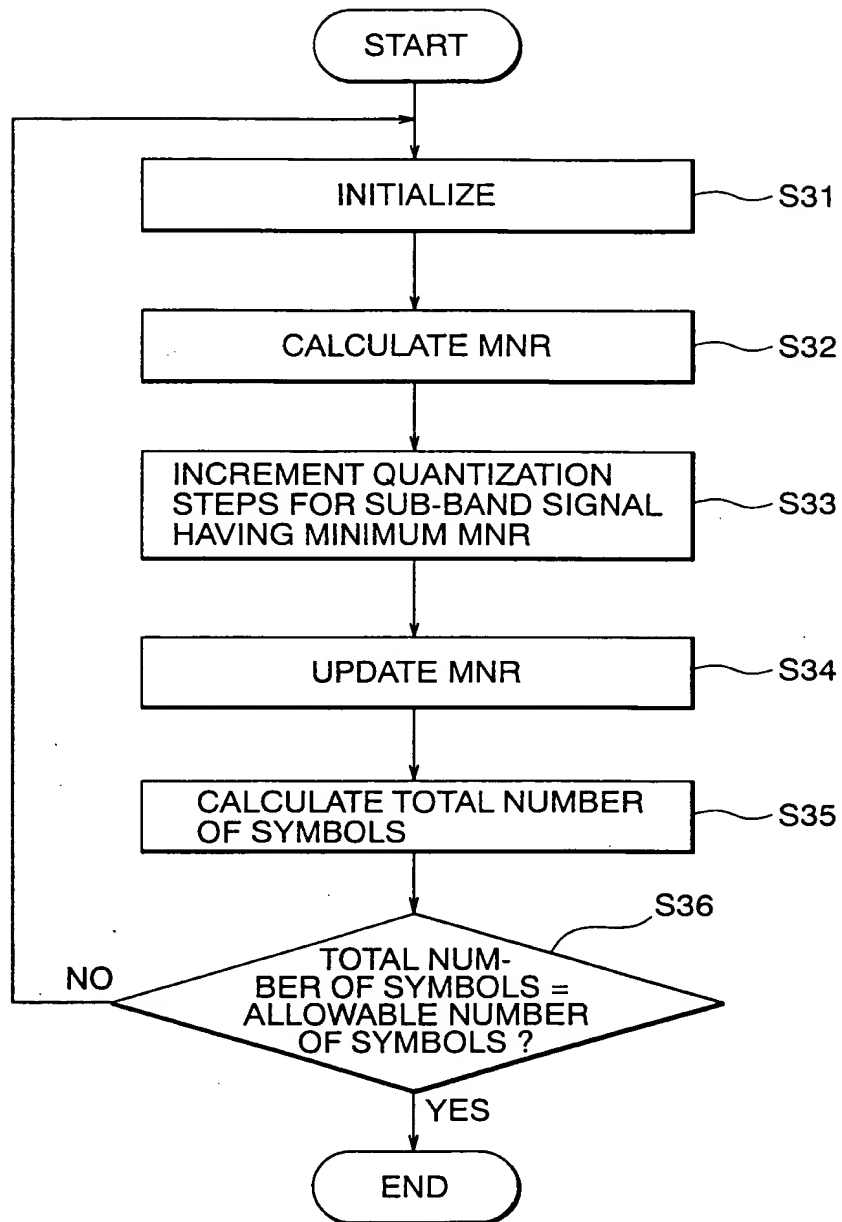 START
INITIALIZE
S31
CALCULATE MNR
S32
INCREMENT QUANTIZATION
STEPS FOR SUB-BAND SIGNAL
HAVING MINIMUM MNR
S33
UPDATE MNR
S34
CALCULATE TOTAL NUMBER
OF SYMBOLS
S35
S36
TOTAL NUM-
BER OF SYMBOLS =
ALLOWABLE NUMBER
OF SYMBOLS ?
NO
YES
END